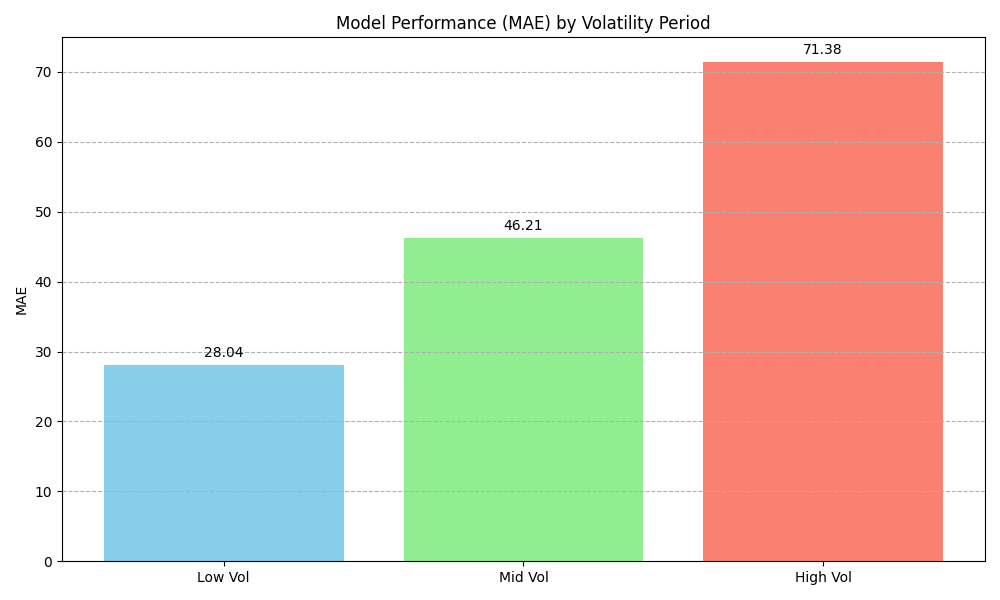 Model Performance (MAE) by Volatility Period
71.38
70
60
50
46.21
40
MAE
30
28.04
20
10
0
Low Vol
Mid Vol
High Vol